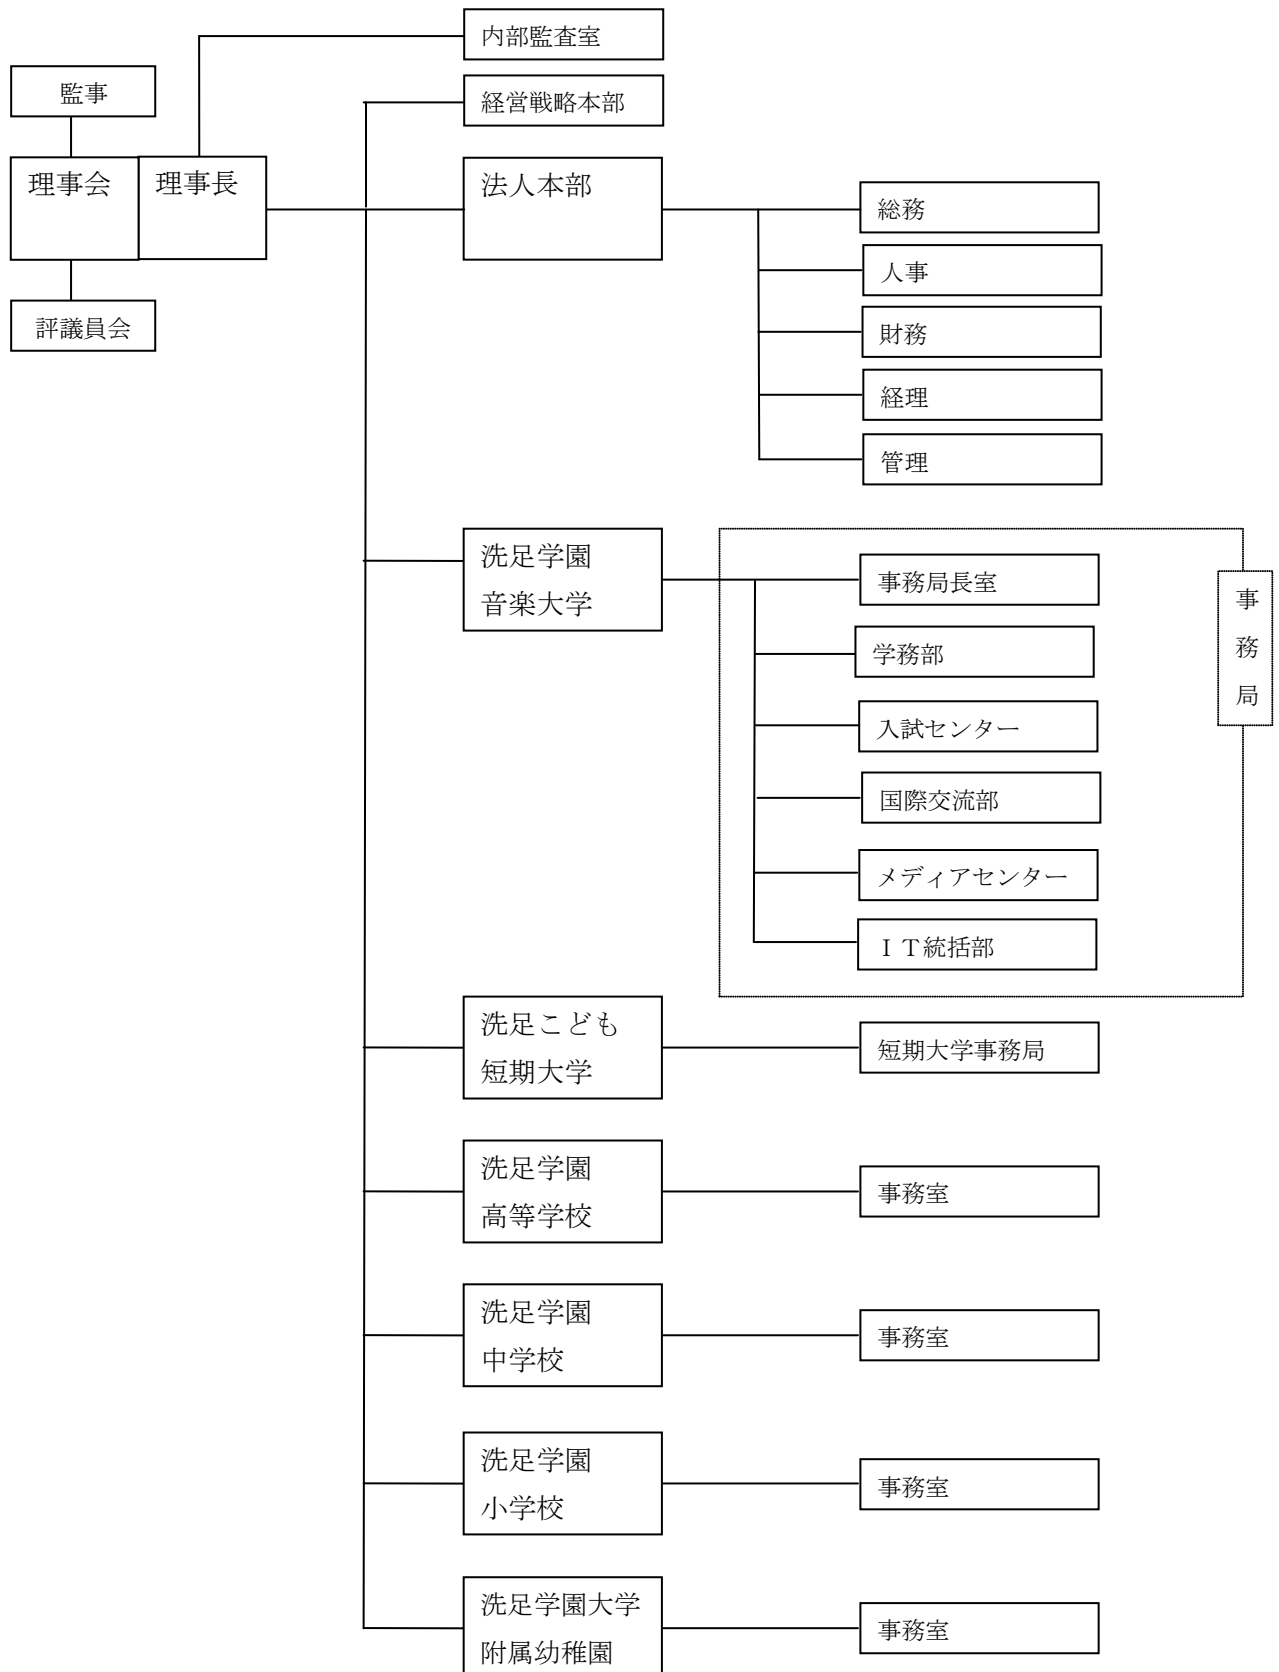 内部監査室
監事
経営戦略本部
理事会
理事長
法人本部
総務
人事
評議員会
財務
経理
管理
洗足学園
音楽大学
事務局長室
事
務
局
学務部
入試センター
国際交流部
メディアセンター
ＩＴ統括部
洗足こども
短期大学
短期大学事務局
洗足学園
高等学校
事務室
洗足学園
中学校
事務室
洗足学園
小学校
事務室
洗足学園大学
附属幼稚園
事務室